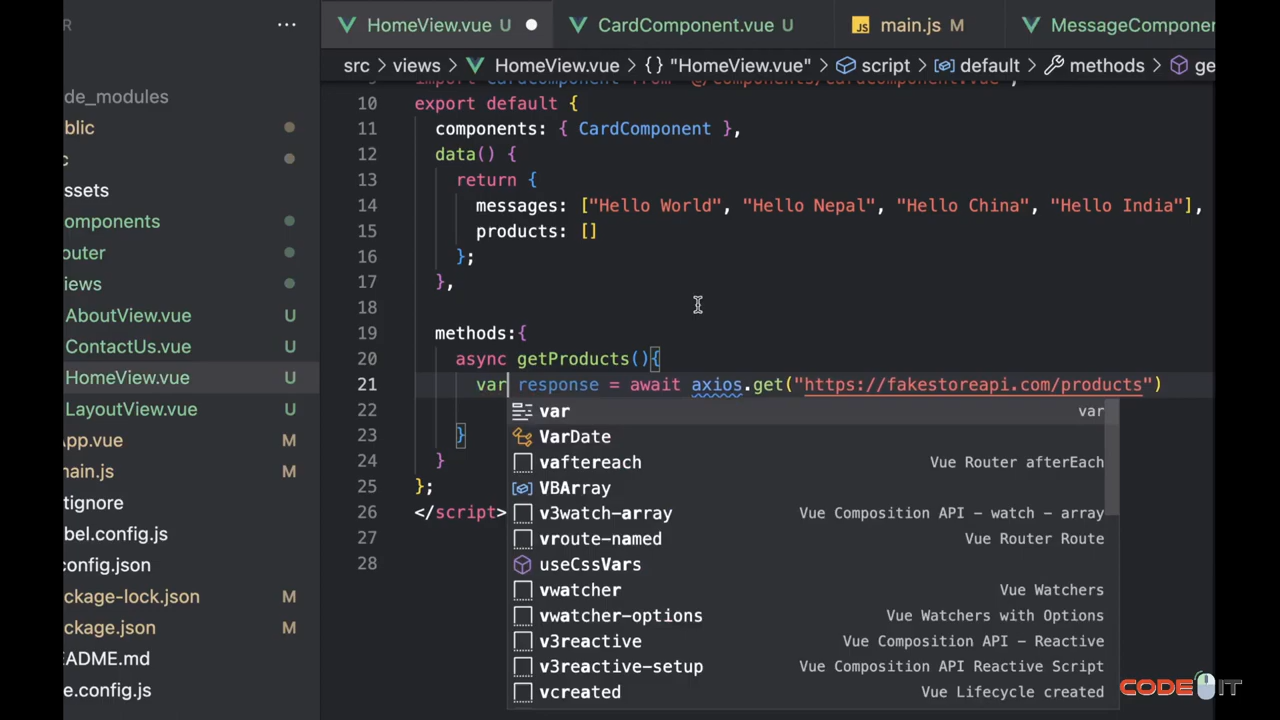 R
HomeView.vue U
CardComponent.vue U
JS main.js M
MessageComponen
src > views > HomeView.vue > {} "HomeView.vue" > script > default > methods > ge
de_modules
blic
c
ssets
omponents
outer
iews
AboutView.vue U
ContactUs.vue U
HomeView.vue U
LayoutView.vue U
pp.vue M
ain.js M
itignore
bel.config.js
config.json
ckage-lock.json M
ckage.json M
EADME.md
e.config.js
10 export default {
11 components: { CardComponent },
12 data() {
13 return {
14 messages: ["Hello World", "Hello Nepal", "Hello China", "Hello India"],
15 products: []
16 };
17 },
18
19 methods:{
20 async getProducts(){
21 var response = await axios.get("https://fakestoreapi.com/products")
22
23 }
24 }
25 };
26 </script>
27
28
var var
VarDate
vaftereach Vue Router afterEach
VBArray
v3watch-array Vue Composition API - watch - array
vroute-named Vue Router Route
useCssVars
vwatcher Vue Watchers
vwatcher-options Vue Watchers with Options
v3reactive Vue Composition API - Reactive
v3reactive-setup Vue Composition API Reactive Script
vcreated Vue Lifecycle created
CODE IT